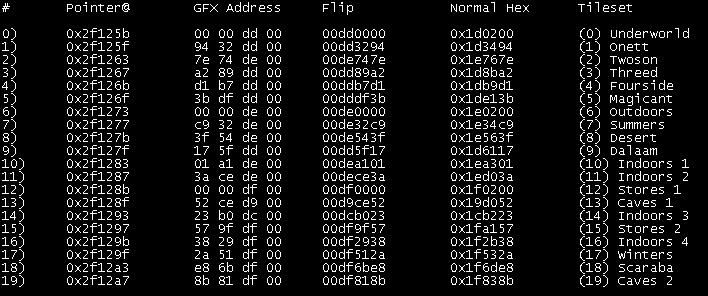 # Pointer@ GFX Address Flip Normal Hex Tileset
0) 0x2f125b 00 00 dd 00 00dd0000 0x1d0200 (0) Underworld
1) 0x2f125f 94 32 dd 00 00dd3294 0x1d3494 (1) Onett
2) 0x2f1263 7e 74 de 00 00de747e 0x1e767e (2) Twoson
3) 0x2f1267 a2 89 dd 00 00dd89a2 0x1d8ba2 (3) Threed
4) 0x2f126b d1 b7 dd 00 00ddb7d1 0x1db9d1 (4) Fourside
5) 0x2f126f 3b df dd 00 00dddf3b 0x1de13b (5) Magicant
6) 0x2f1273 00 00 de 00 00de0000 0x1e0200 (6) Outdoors
7) 0x2f1277 c9 32 de 00 00de32c9 0x1e34c9 (7) Summers
8) 0x2f127b 3f 54 de 00 00de543f 0x1e563f (8) Desert
9) 0x2f127f 17 5f dd 00 00dd5f17 0x1d6117 (9) Dalaam
10) 0x2f1283 01 a1 de 00 00dea101 0x1ea301 (10) Indoors 1
11) 0x2f1287 3a ce de 00 00dece3a 0x1ed03a (11) Indoors 2
12) 0x2f128b 00 00 df 00 00df0000 0x1f0200 (12) Stores 1
13) 0x2f128f 52 ce d9 00 00d9ce52 0x19d052 (13) Caves 1
14) 0x2f1293 23 b0 dc 00 00dcb023 0x1cb223 (14) Indoors 3
15) 0x2f1297 57 9f df 00 00df9f57 0x1fa157 (15) Stores 2
16) 0x2f129b 38 29 df 00 00df2938 0x1f2b38 (16) Indoors 4
17) 0x2f129f 2a 51 df 00 00df512a 0x1f532a (17) Winters
18) 0x2f12a3 e8 6b df 00 00df6be8 0x1f6de8 (18) Scaraba
19) 0x2f12a7 8b 81 df 00 00df818b 0x1f838b (19) Caves 2